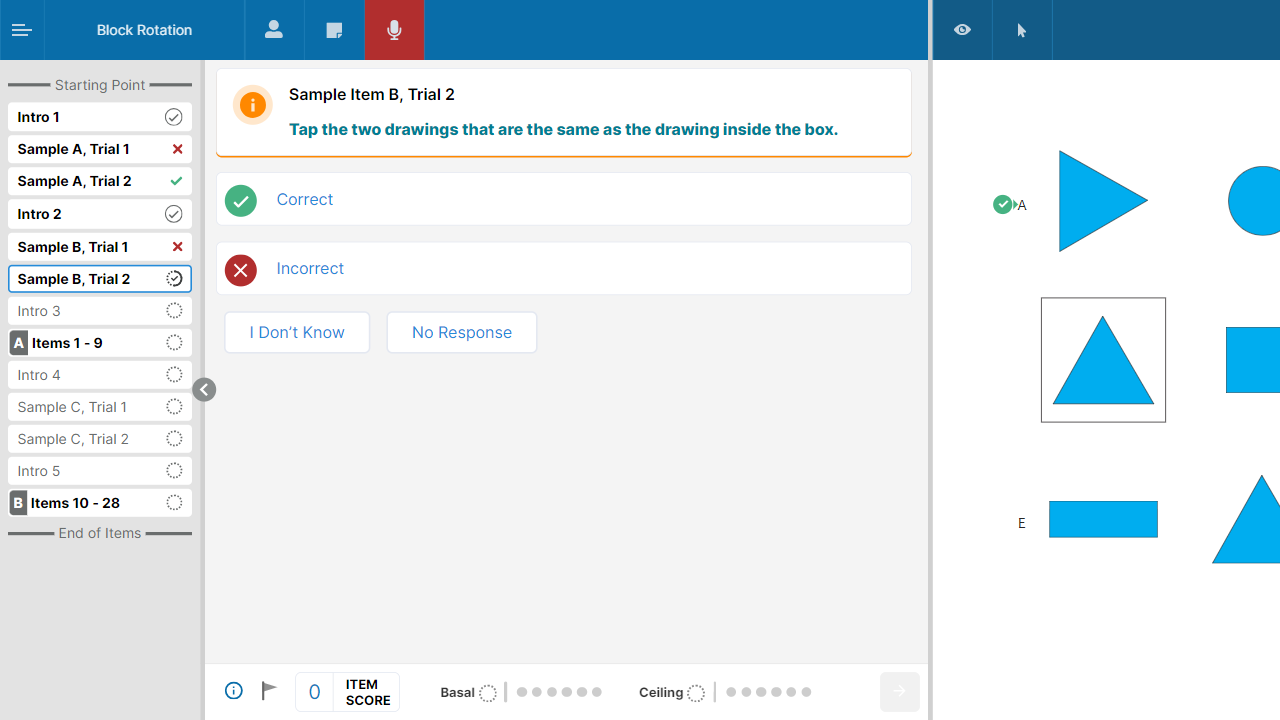 Block Rotation
Starting Point
Intro 1
Sample A, Trial 1
Sample A, Trial 2
Intro 2
Sample B, Trial 1
Sample B, Trial 2
Intro 3
A Items 1 - 9
Intro 4
Sample C, Trial 1
Sample C, Trial 2
Intro 5
B Items 10 - 28
End of Items
Sample Item B, Trial 2
Tap the two drawings that are the same as the drawing inside the box.
Correct
Incorrect
I Don’t Know
No Response
0 ITEM
SCORE
Basal
Ceiling
A
E